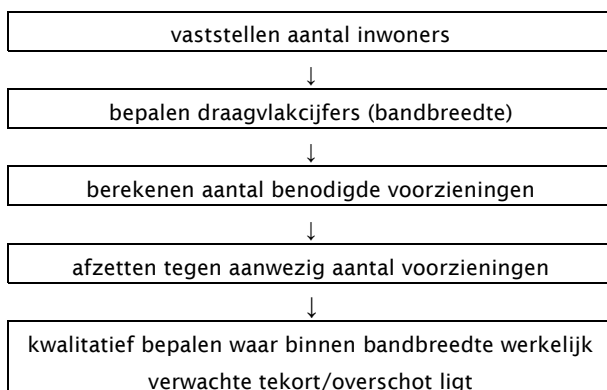 vaststellen aantal inwoners
↓
bepalen draagvlakcijfers (bandbreedte)
↓
berekenen aantal benodigde voorzieningen
↓
afzetten tegen aanwezig aantal voorzieningen
↓
kwalitatief bepalen waar binnen bandbreedte werkelijk
verwachte tekort/overschot ligt